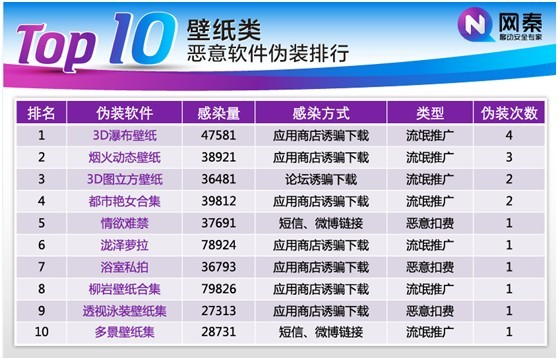 Top 10
壁纸类
恶意软件伪装排行
N 网秦
移动安全专家
排名 伪装软件 感染量 感染方式 类型 伪装次数
1 3D瀑布壁纸 47581 应用商店诱骗下载 流氓推广 4
2 烟火动态壁纸 38921 应用商店诱骗下载 流氓推广 3
3 3D图立方壁纸 36481 论坛诱骗下载 流氓推广 2
4 都市艳女合集 39812 应用商店诱骗下载 流氓推广 2
5 情欲难禁 37691 短信、微博链接 恶意扣费 1
6 泷泽萝拉 78924 应用商店诱骗下载 流氓推广 1
7 浴室私拍 36793 应用商店诱骗下载 恶意扣费 1
8 柳岩壁纸合集 79826 应用商店诱骗下载 流氓推广 1
9 透视泳装壁纸集 27313 应用商店诱骗下载 恶意扣费 1
10 多景壁纸集 28731 短信、微博链接 流氓推广 1